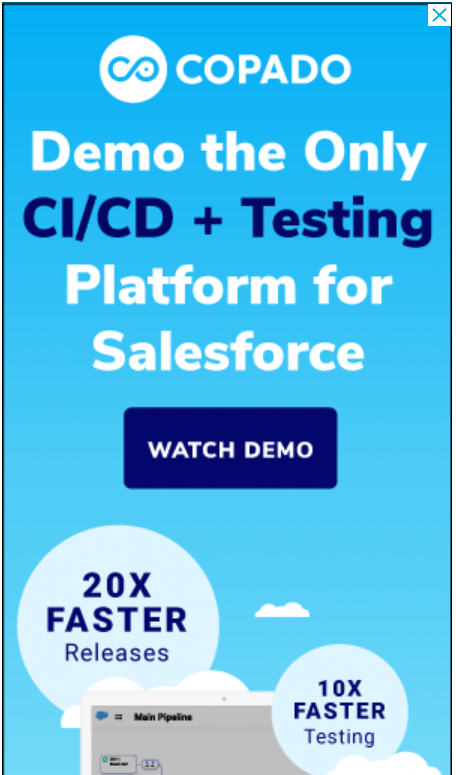 COPADO
Demo the Only
CI/CD + Testing
Platform for
Salesforce
WATCH DEMO
20X
FASTER
Releases
10X
FASTER
Testing
Main Pipeline